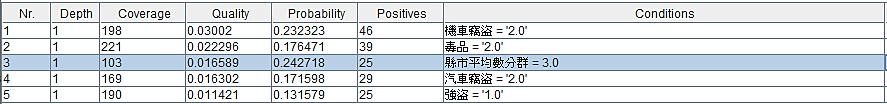 Nr. Depth Coverage Quality Probability Positives Conditions
1 1 198 0.03002 0.232323 46 機車竊盜 = '2.0'
2 1 221 0.022296 0.176471 39 毒品 = '2.0'
3 1 103 0.016589 0.242718 25 縣市平均數分群 = 3.0
4 1 169 0.016302 0.171598 29 汽車竊盜 = '2.0'
5 1 190 0.011421 0.131579 25 強盜 = '1.0'